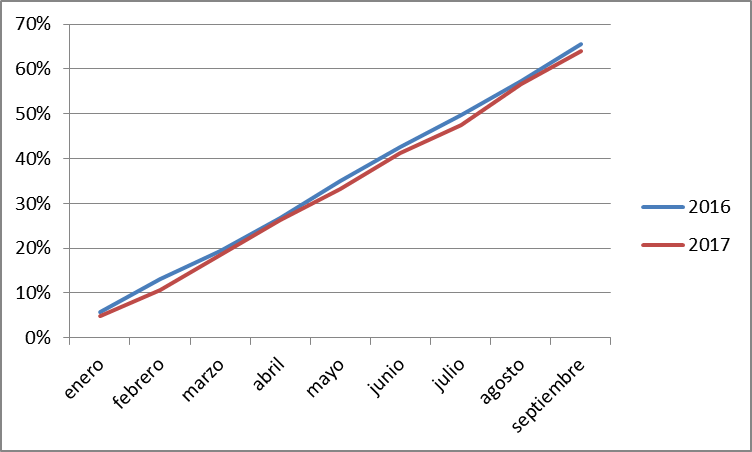 70%
60%
50%
40%
30%
20%
10%
0%
enero
febrero
marzo
abril
mayo
junio
julio
agosto
septiembre
2016
2017